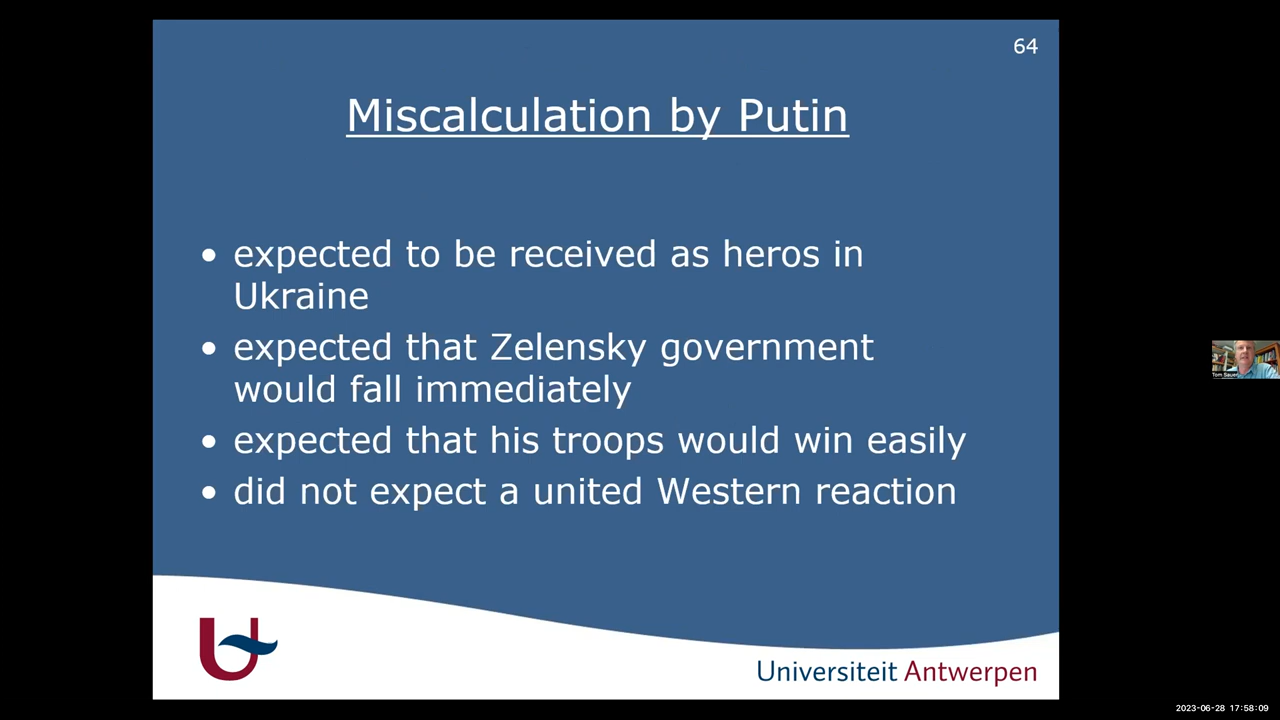 64
Miscalculation by Putin
• expected to be received as heros in
Ukraine
• expected that Zelensky government
would fall immediately
• expected that his troops would win easily
• did not expect a united Western reaction
Tom Sauer
Universiteit Antwerpen
2023-06-28 17:58:09